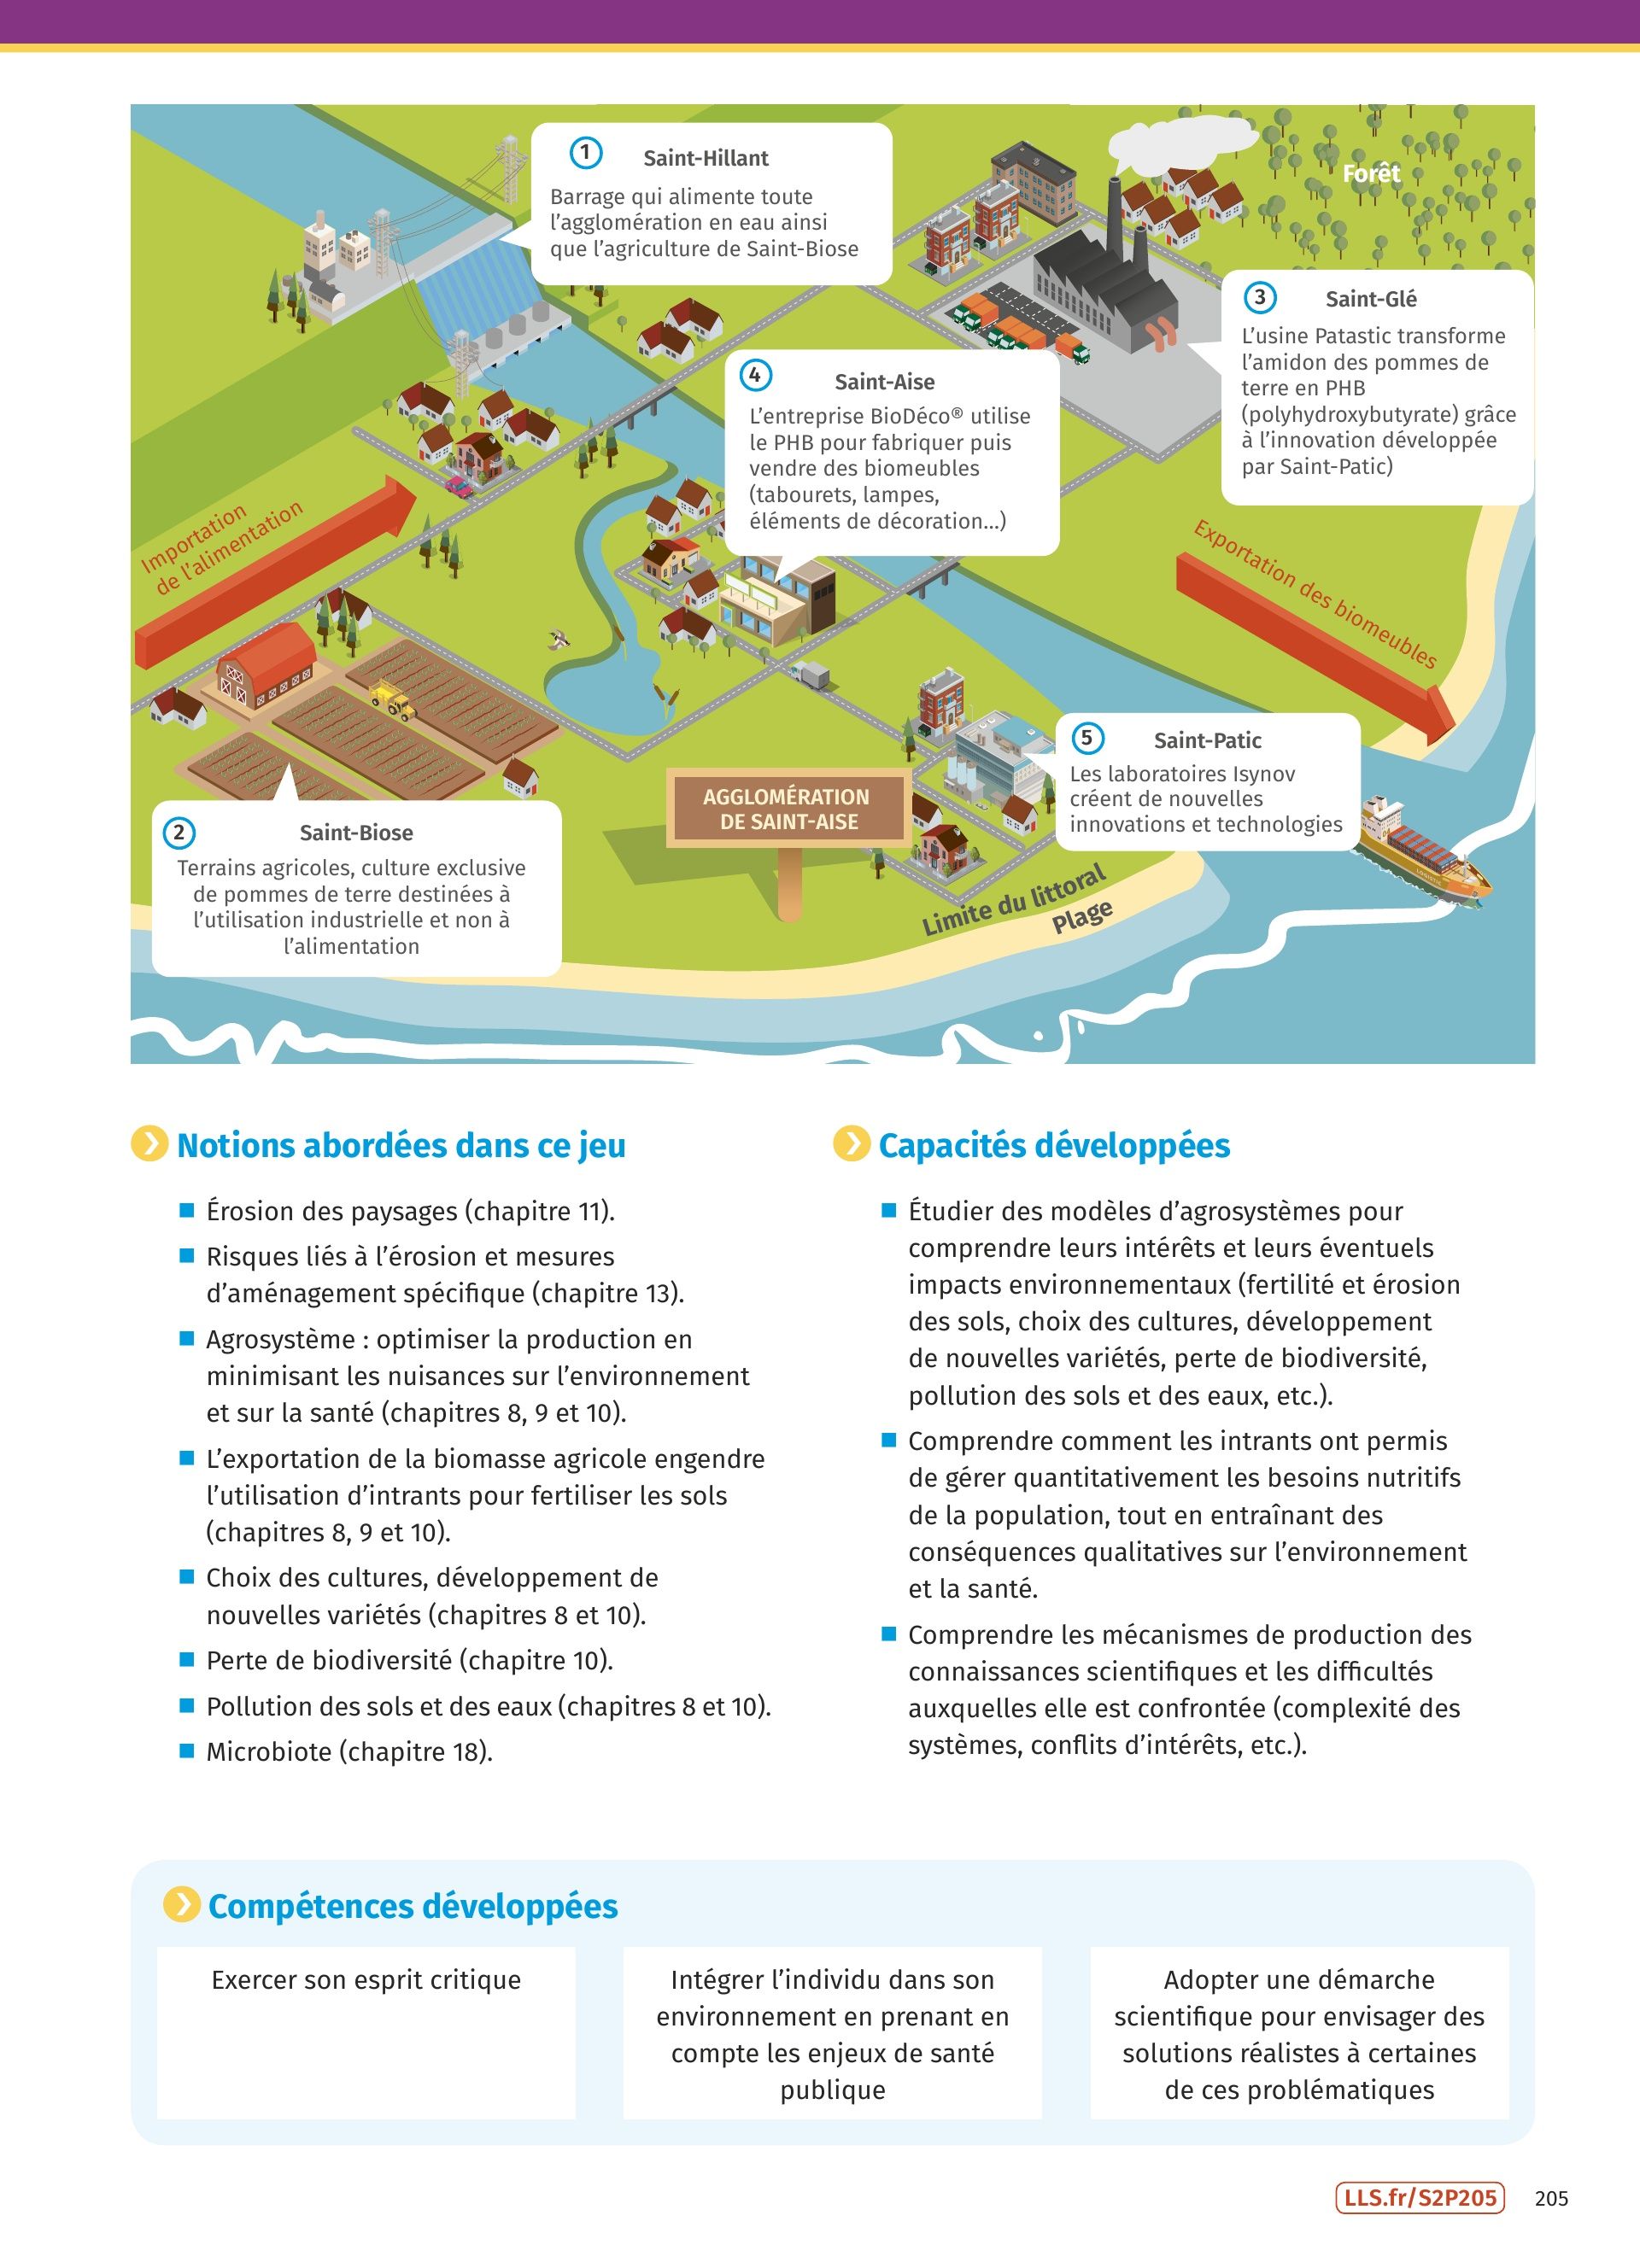 1
Saint-Hillant
Barrage qui alimente toute
l'agglomération en eau ainsi
que l'agriculture de Saint-Biose
Forêt
3
Saint-Glé
L'usine Patastic transforme
l'amidon des pommes de
terre en PHB
(polyhydroxybutyrate) grâce
à l'innovation développée
par Saint-Patic)
4
Saint-Aise
L'entreprise BioDéco® utilise
le PHB pour fabriquer puis
vendre des biomeubles
(tabourets, lampes,
éléments de décoration...)
Importation
de l'alimentation
Exportation des biomeubles
5
Saint-Patic
Les laboratoires Isynov
créent de nouvelles
innovations et technologies
AGGLOMÉRATION
DE SAINT-AISE
2
Saint-Biose
Terrains agricoles, culture exclusive
de pommes de terre destinées à
l'utilisation industrielle et non à
l'alimentation
Limite du littoral
Plage
Notions abordées dans ce jeu
Érosion des paysages (chapitre 11).
Risques liés à l'érosion et mesures
d'aménagement spécifique (chapitre 13).
Agrosystème : optimiser la production en
minimisant les nuisances sur l'environnement
et sur la santé (chapitres 8, 9 et 10).
L'exportation de la biomasse agricole engendre
l'utilisation d'intrants pour fertiliser les sols
(chapitres 8, 9 et 10).
Choix des cultures, développement de
nouvelles variétés (chapitres 8 et 10).
Perte de biodiversité (chapitre 10).
Pollution des sols et des eaux (chapitres 8 et 10).
Microbiote (chapitre 18).
Capacités développées
Étudier des modèles d'agrosystèmes pour
comprendre leurs intérêts et leurs éventuels
impacts environnementaux (fertilité et érosion
des sols, choix des cultures, développement
de nouvelles variétés, perte de biodiversité,
pollution des sols et des eaux, etc.).
Comprendre comment les intrants ont permis
de gérer quantitativement les besoins nutritifs
de la population, tout en entraînant des
conséquences qualitatives sur l'environnement
et la santé.
Comprendre les mécanismes de production des
connaissances scientifiques et les difficultés
auxquelles elle est confrontée (complexité des
systèmes, conflits d'intérêts, etc.).
Compétences développées
Exercer son esprit critique
Intégrer l'individu dans son
environnement en prenant en
compte les enjeux de santé
publique
Adopter une démarche
scientifique pour envisager des
solutions réalistes à certaines
de ces problématiques
LLS.fr/S2P205
205